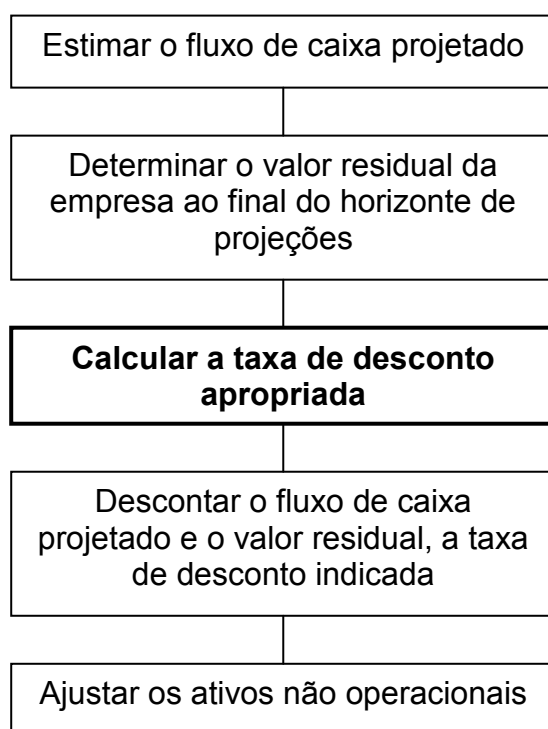 Estimar o fluxo de caixa projetado
Determinar o valor residual da
empresa ao final do horizonte de
projeções
Calcular a taxa de desconto
apropriada
Descontar o fluxo de caixa
projetado e o valor residual, a taxa
de desconto indicada
Ajustar os ativos não operacionais